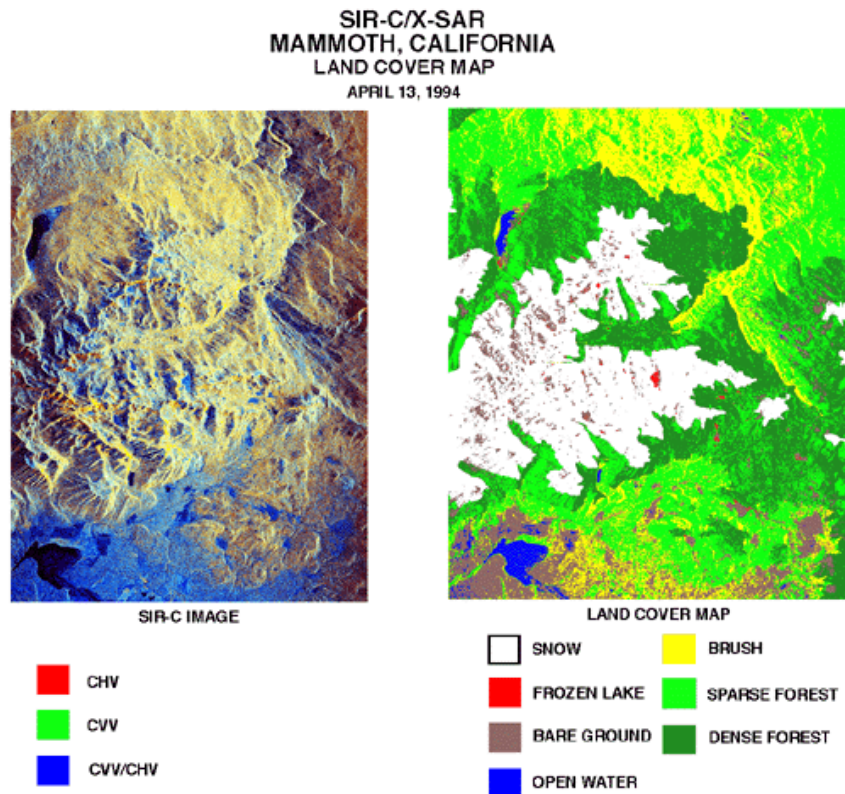 SIR-C/X-SAR
MAMMOTH, CALIFORNIA
LAND COVER MAP
APRIL 13, 1994
SIR-C IMAGE
CHV
CVV
CVV/CHV
LAND COVER MAP
SNOW
BRUSH
FROZEN LAKE
SPARSE FOREST
BARE GROUND
DENSE FOREST
OPEN WATER